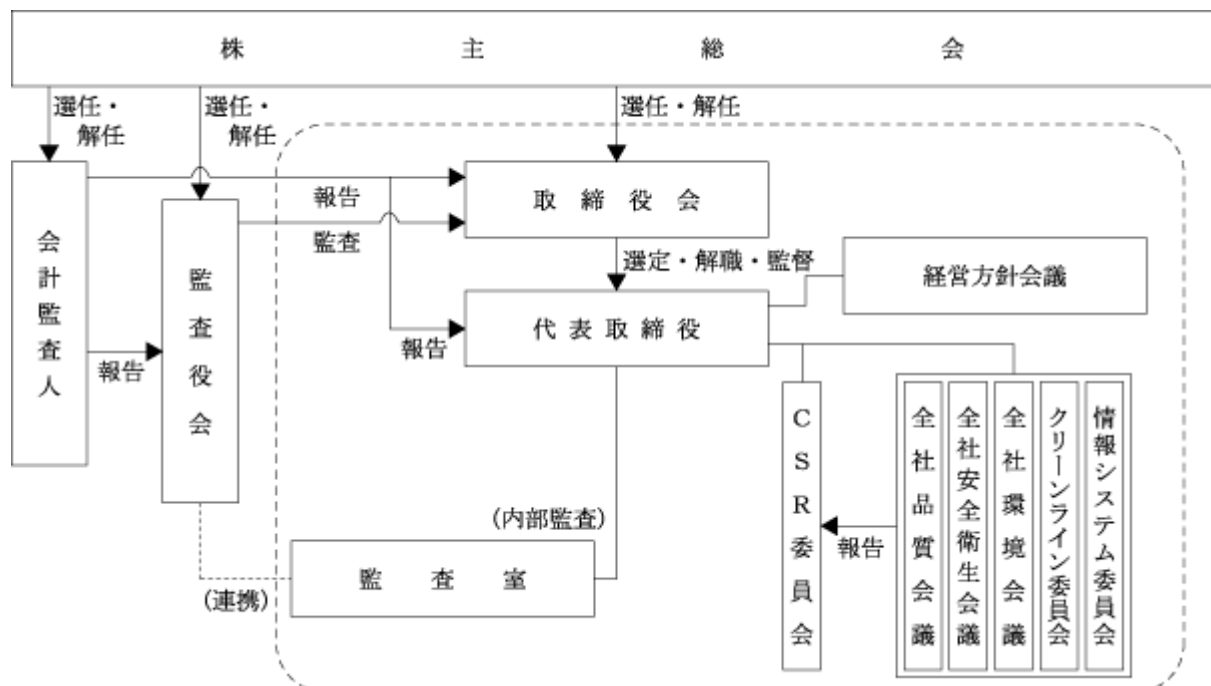 株主総会
選任・
解任
選任・
解任
選任・解任
会計監査人
監査役会
報告
監査
取締役会
選定・解職・監督
経営方針会議
代表取締役
報告
報告
CSR委員会
全社品質会議
全社安全衛生会議
全社環境会議
クリーンライン委員会
情報システム委員会
報告
(内部監査)
監査室
(連携)